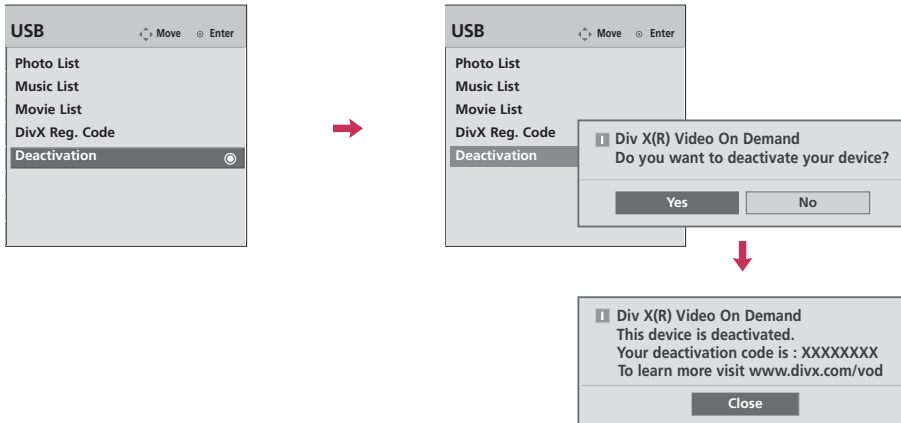 USB Move Enter
Photo List
Music List
Movie List
DivX Reg. Code
Deactivation
USB Move Enter
Photo List
Music List
Movie List
DivX Reg. Code
Deactivation
Div X(R) Video On Demand
Do you want to deactivate your device?
Yes No
Div X(R) Video On Demand
This device is deactivated.
Your deactivation code is : XXXXXXXX
To learn more visit www.divx.com/vod
Close